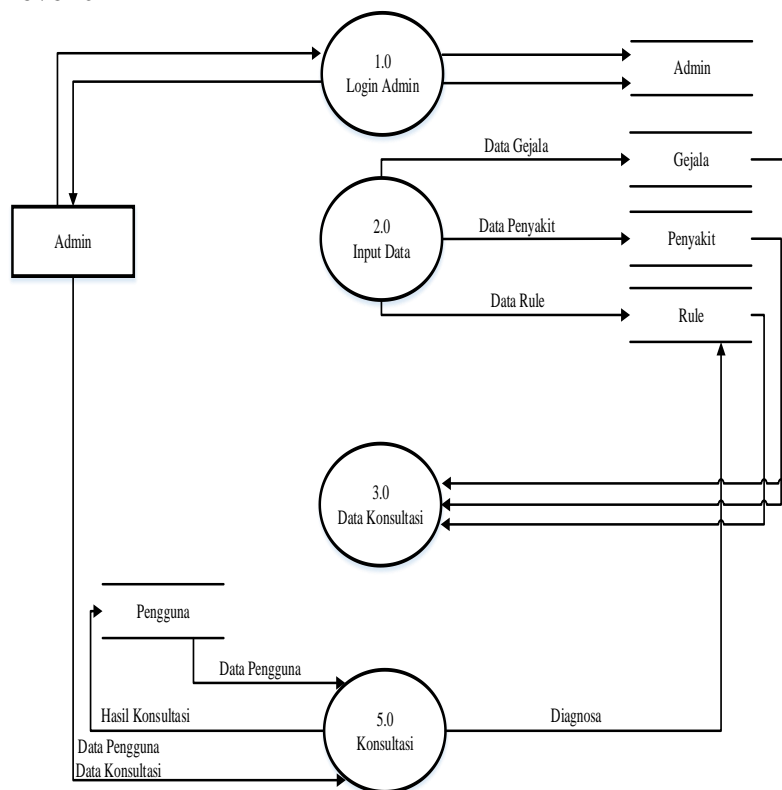 1.0
Login Admin
Admin
Data Gejala
Gejala
2.0
Input Data
Data Penyakit
Penyakit
Admin
Data Rule
Rule
3.0
Data Konsultasi
Pengguna
Data Pengguna
Hasil Konsultasi
5.0
Konsultasi
Diagnosa
Data Pengguna
Data Konsultasi